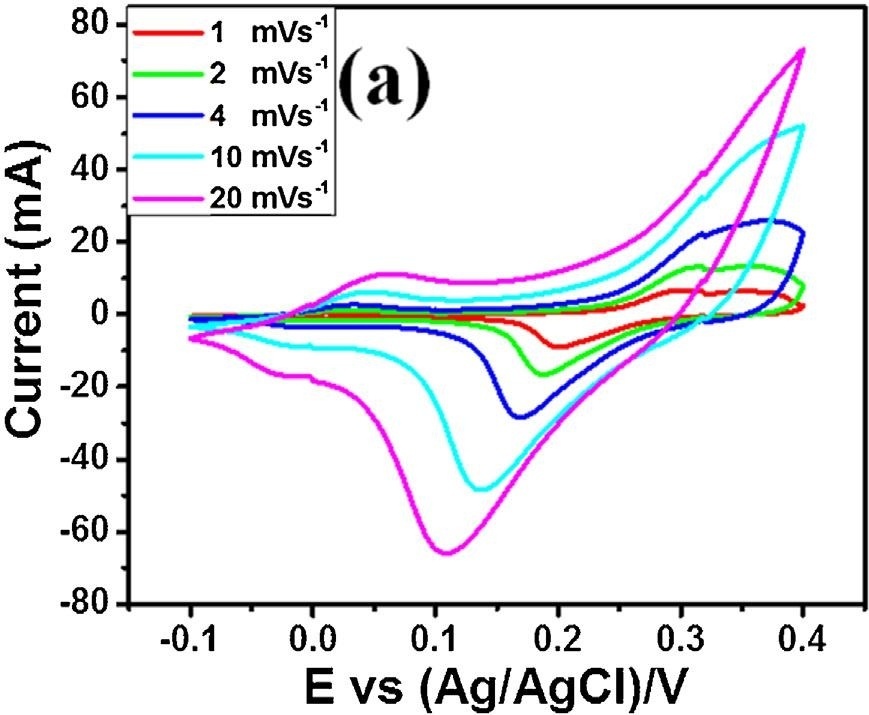 80
60
40
20
0
-20
-40
-60
-80
Current (mA)
1 mVs⁻¹
2 mVs⁻¹
4 mVs⁻¹
10 mVs⁻¹
20 mVs⁻¹
(a)
-0.1 0.0 0.1 0.2 0.3 0.4
E vs (Ag/AgCl)/V